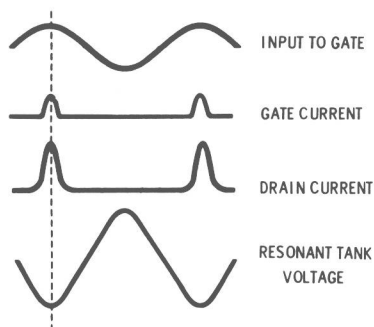 INPUT TO GATE
GATE CURRENT
DRAIN CURRENT
RESONANT TANK
VOLTAGE